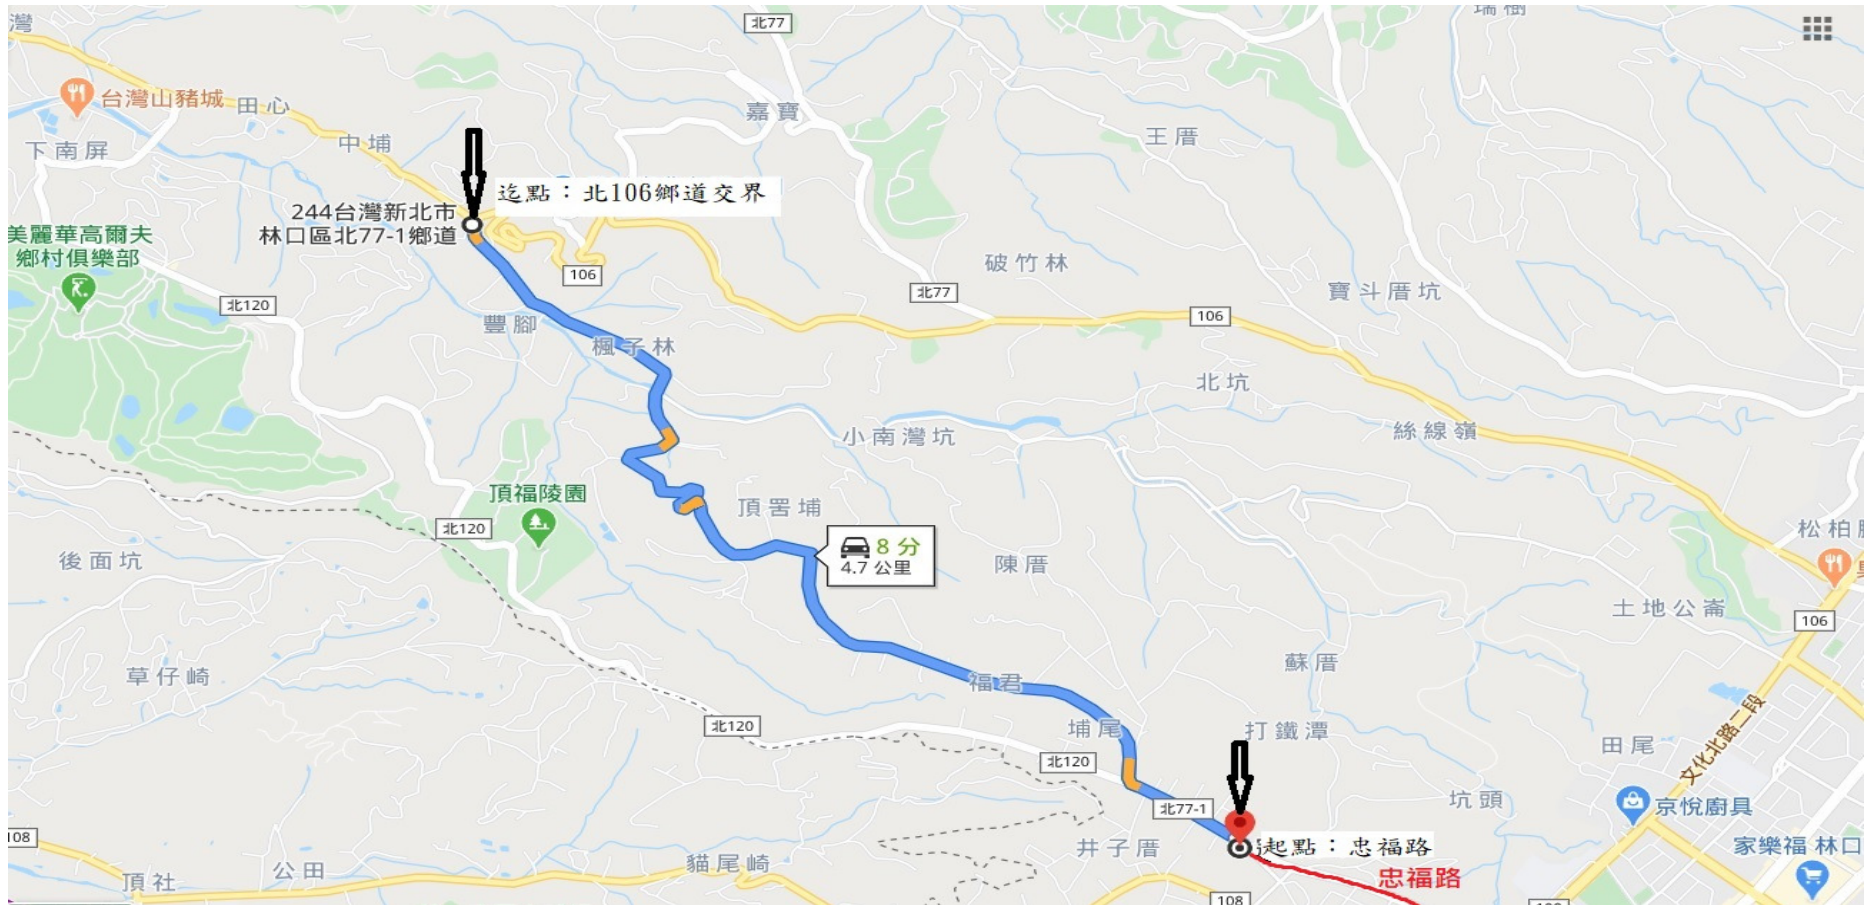 灣
北77
瑞樹
台灣山豬城
田心
嘉寶
中埔
下南屏
王厝
迄點：北106鄉道交界
244台灣新北市
林口區北77-1鄉道
美麗華高爾夫
鄉村俱樂部
106
破竹林
北77
寶斗厝坑
北120
106
豐腳
楓子林
北坑
絲線嶺
小南灣坑
頂福陵園
頂罟埔
北120
松柏
8 分
4.7 公里
後面坑
陳厝
土地公崙
106
蘇厝
草仔崎
福君
文化北路二段
北120
埔尾
打鐵潭
田尾
北120
北77-1
坑頭
京悅廚具
108
起點：忠福路
井子厝
家樂福 林口
貓尾崎
公田
頂社
忠福路
108